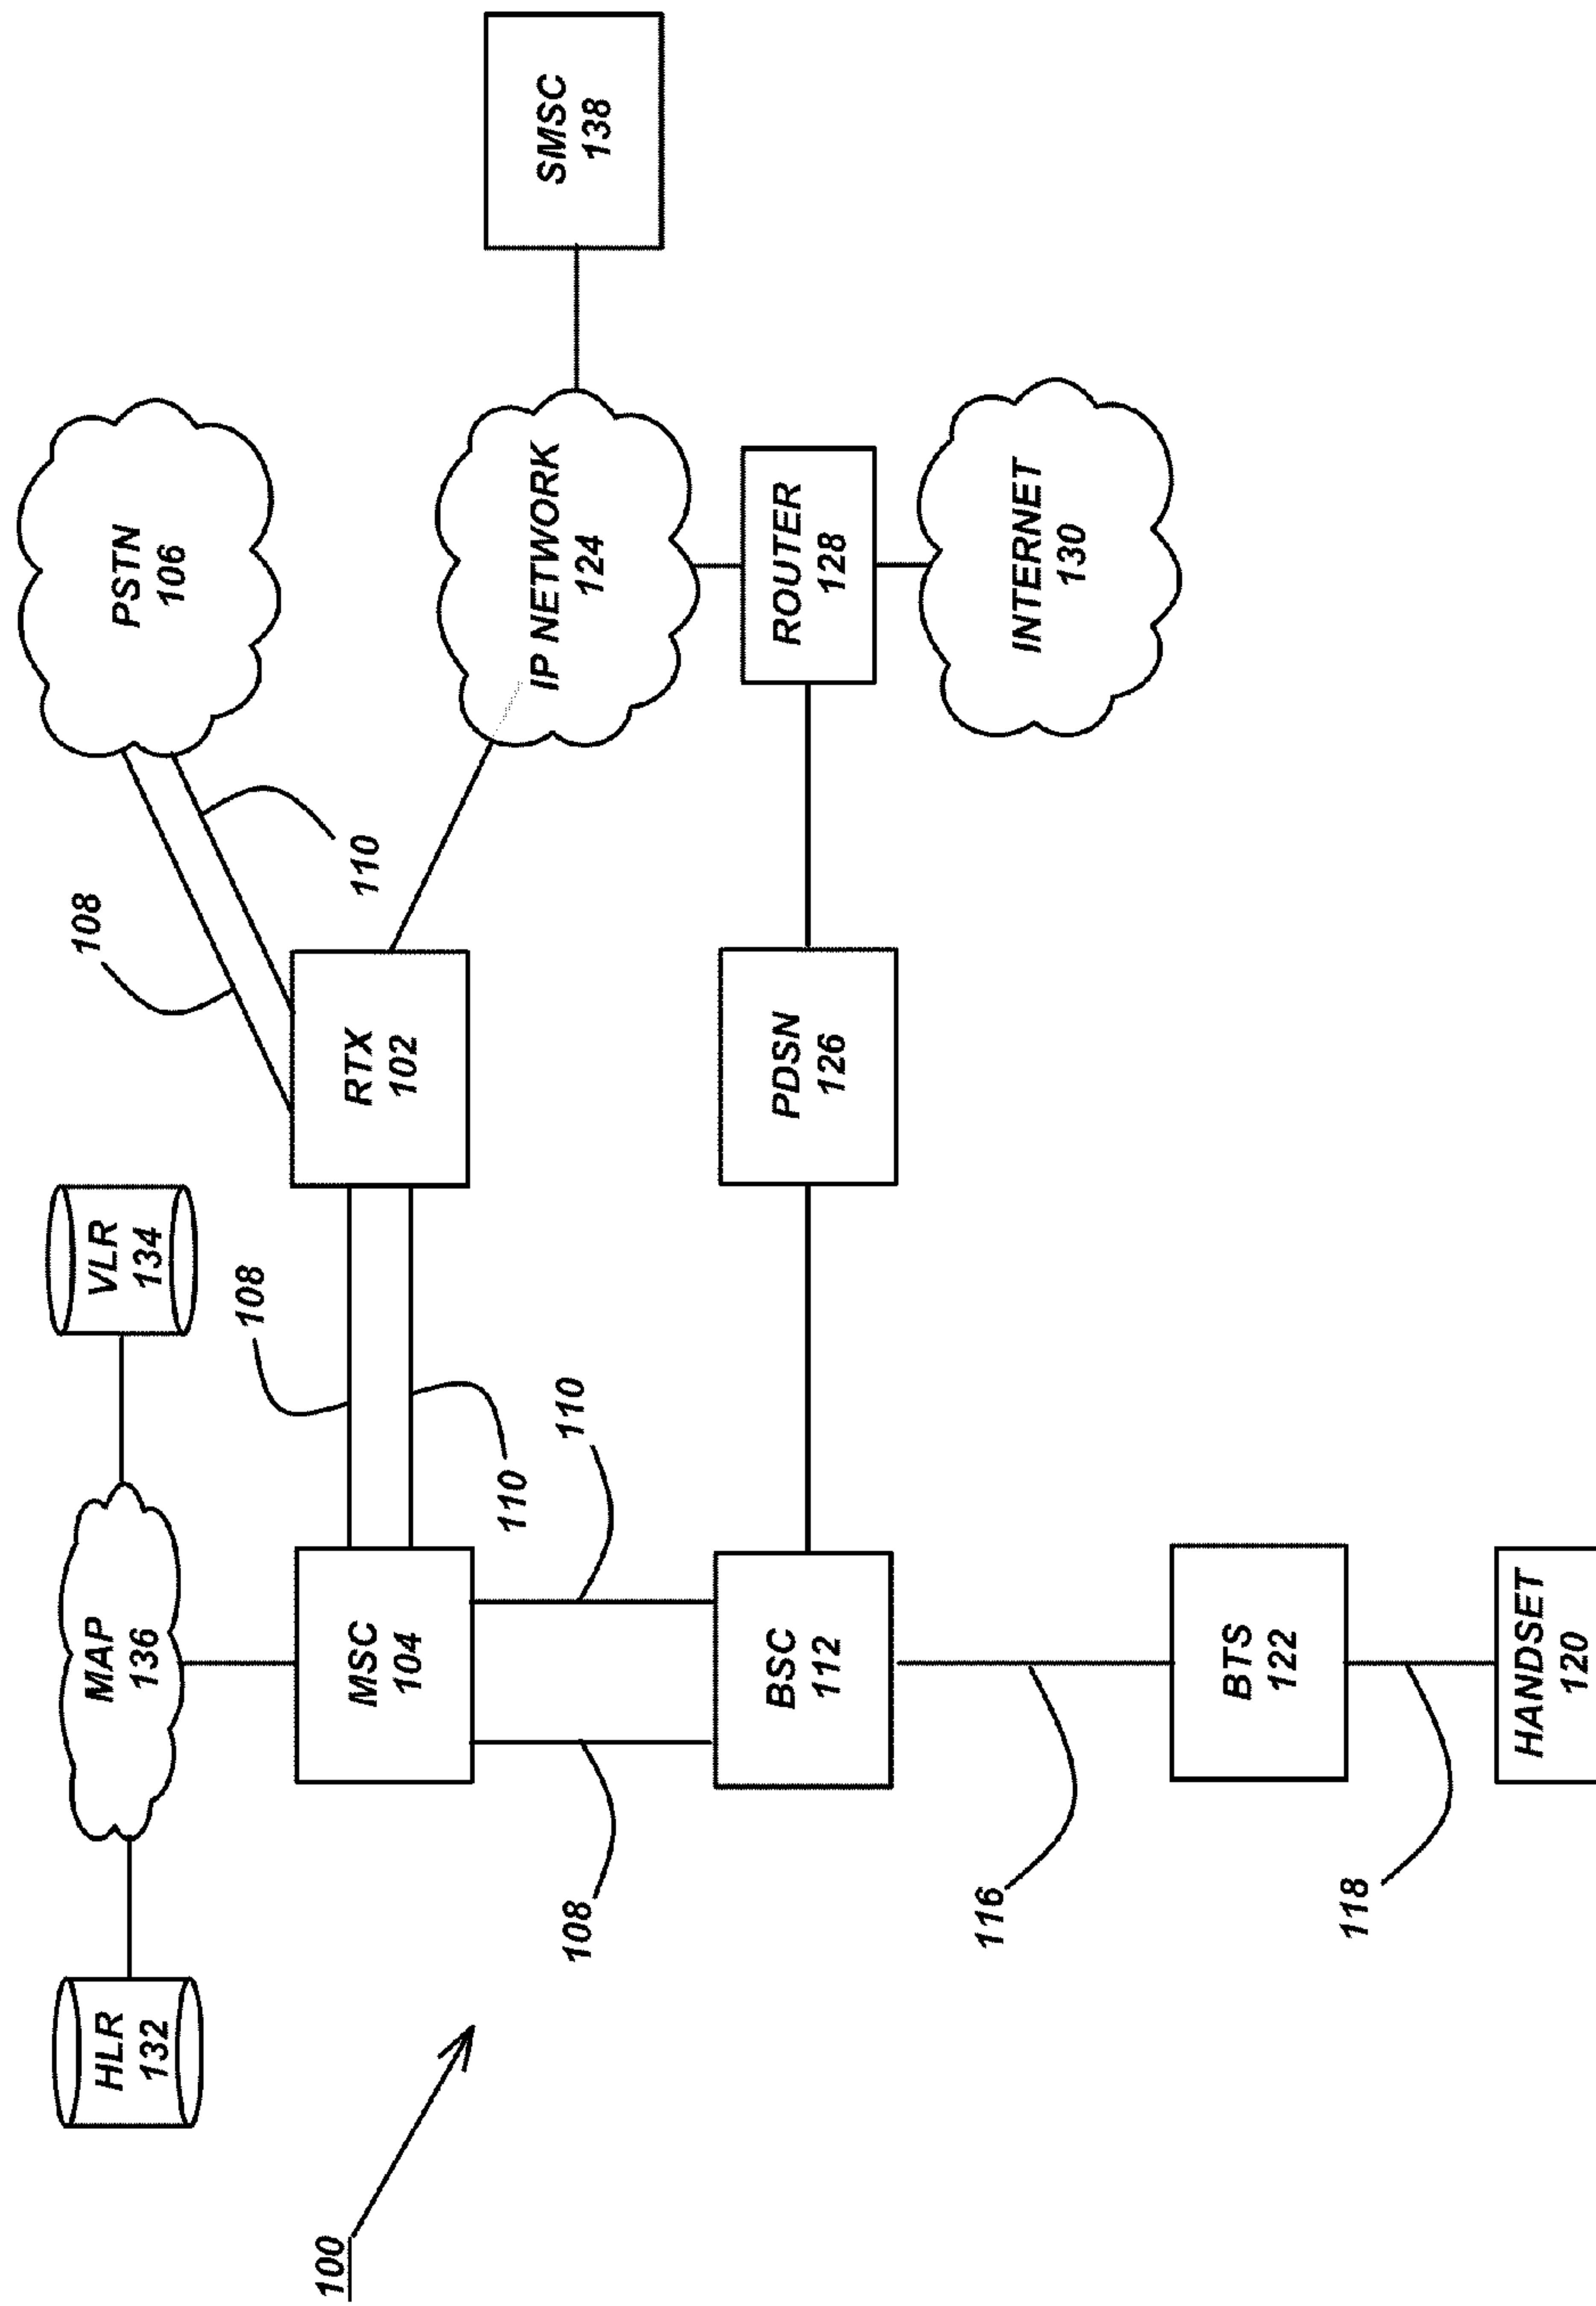 100
HLR
132
MAP
136
VLR
134
108
110
PSTN
106
MSC
104
108
110
RTX
102
IP NETWORK
124
SMSC
138
108
110
BSC
112
PDSN
126
ROUTER
128
INTERNET
130
116
BTS
122
118
HANDSET
120